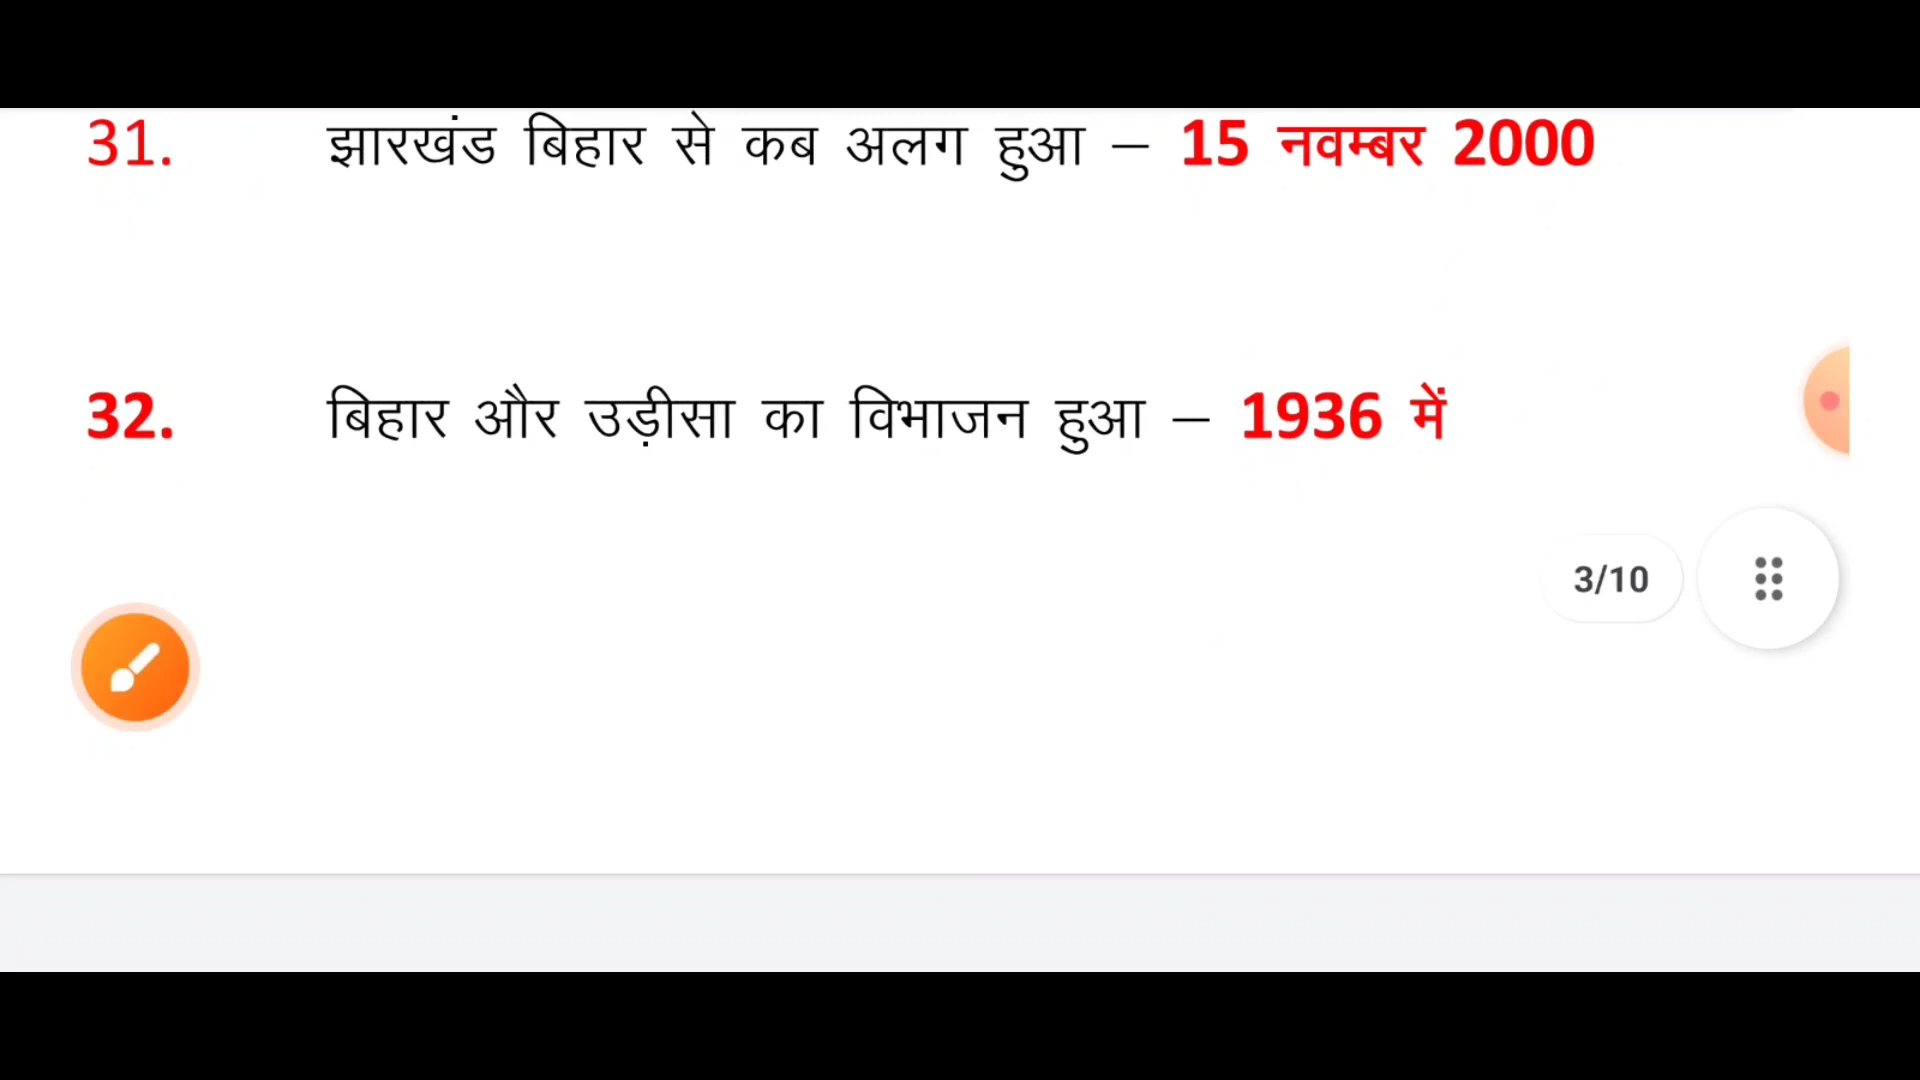 31. झारखंड बिहार से कब अलग हुआ – 15 नवम्बर 2000
32. बिहार और उड़ीसा का विभाजन हुआ – 1936 में
3/10